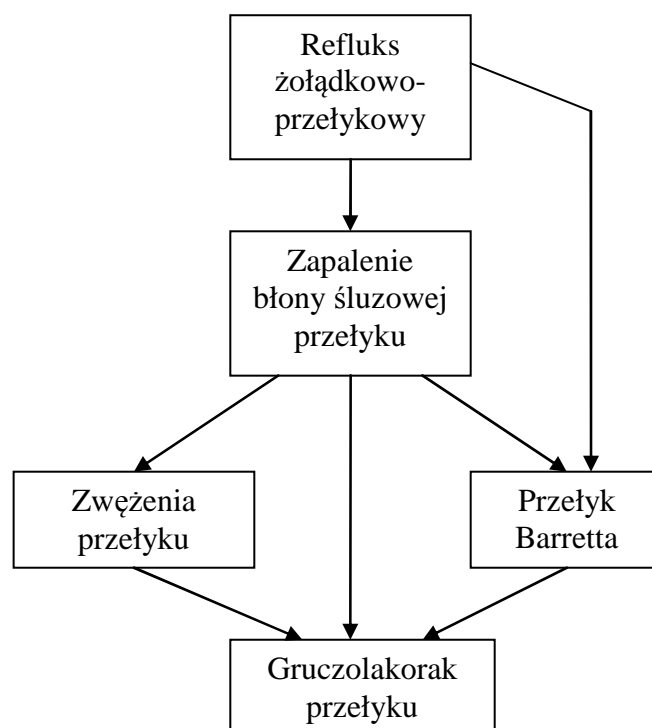 Refluks
żołądkowo-
przełykowy
Zapalenie
błony śluzowej
przełyku
Zwężenia
przełyku
Przełyk
Barretta
Gruczolakorak
przełyku